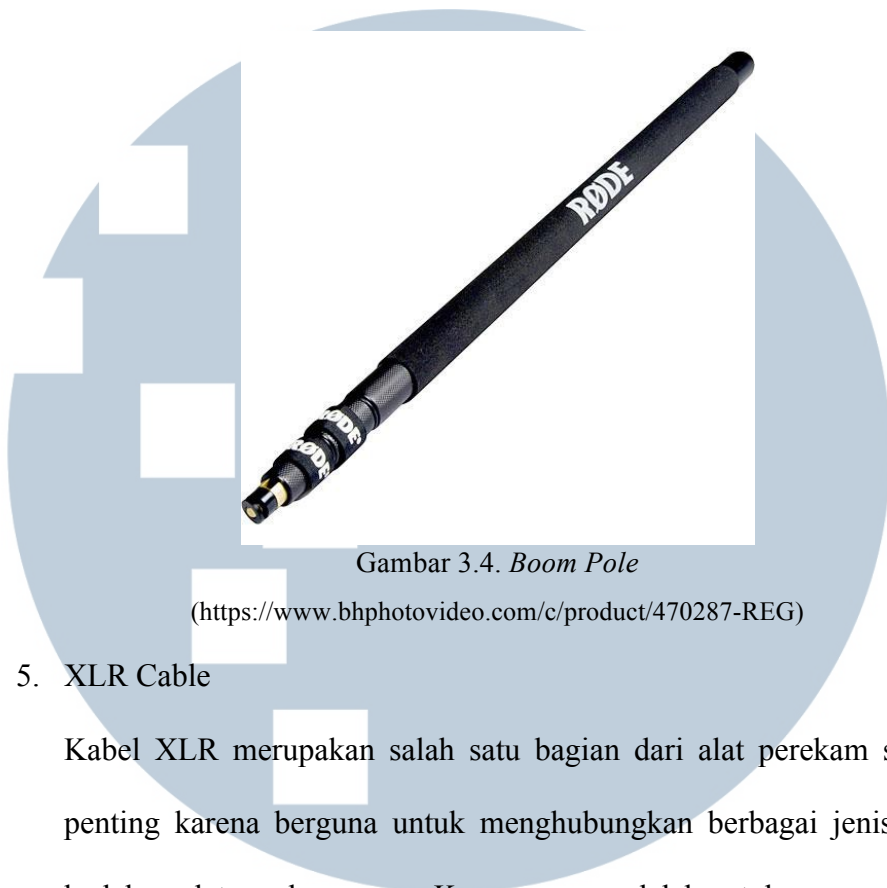 RØDE
RØDE
RØDE
Gambar 3.4. Boom Pole
(https://www.bhphotovideo.com/c/product/470287-REG)
5. XLR Cable
Kabel XLR merupakan salah satu bagian dari alat perekam
penting karena berguna untuk menghubungkan berbagai jenis